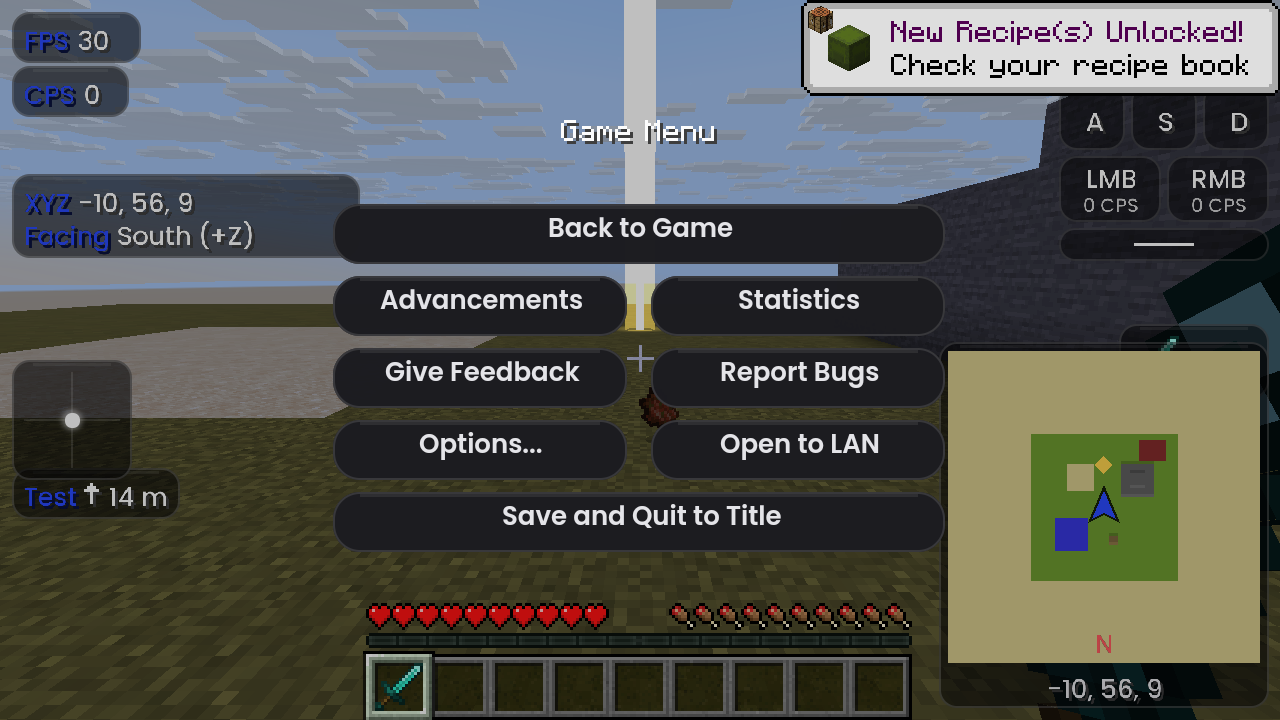 FPS 30
CPS 0
New Recipe(s) Unlocked!
Check your recipe book
A S D
Game Menu
LMB
0 CPS
RMB
0 CPS
XYZ -10, 56, 9
Facing South (+Z)
Back to Game
Advancements
Statistics
Give Feedback
Report Bugs
Options...
Open to LAN
Test 14 m
Save and Quit to Title
N
-10, 56, 9